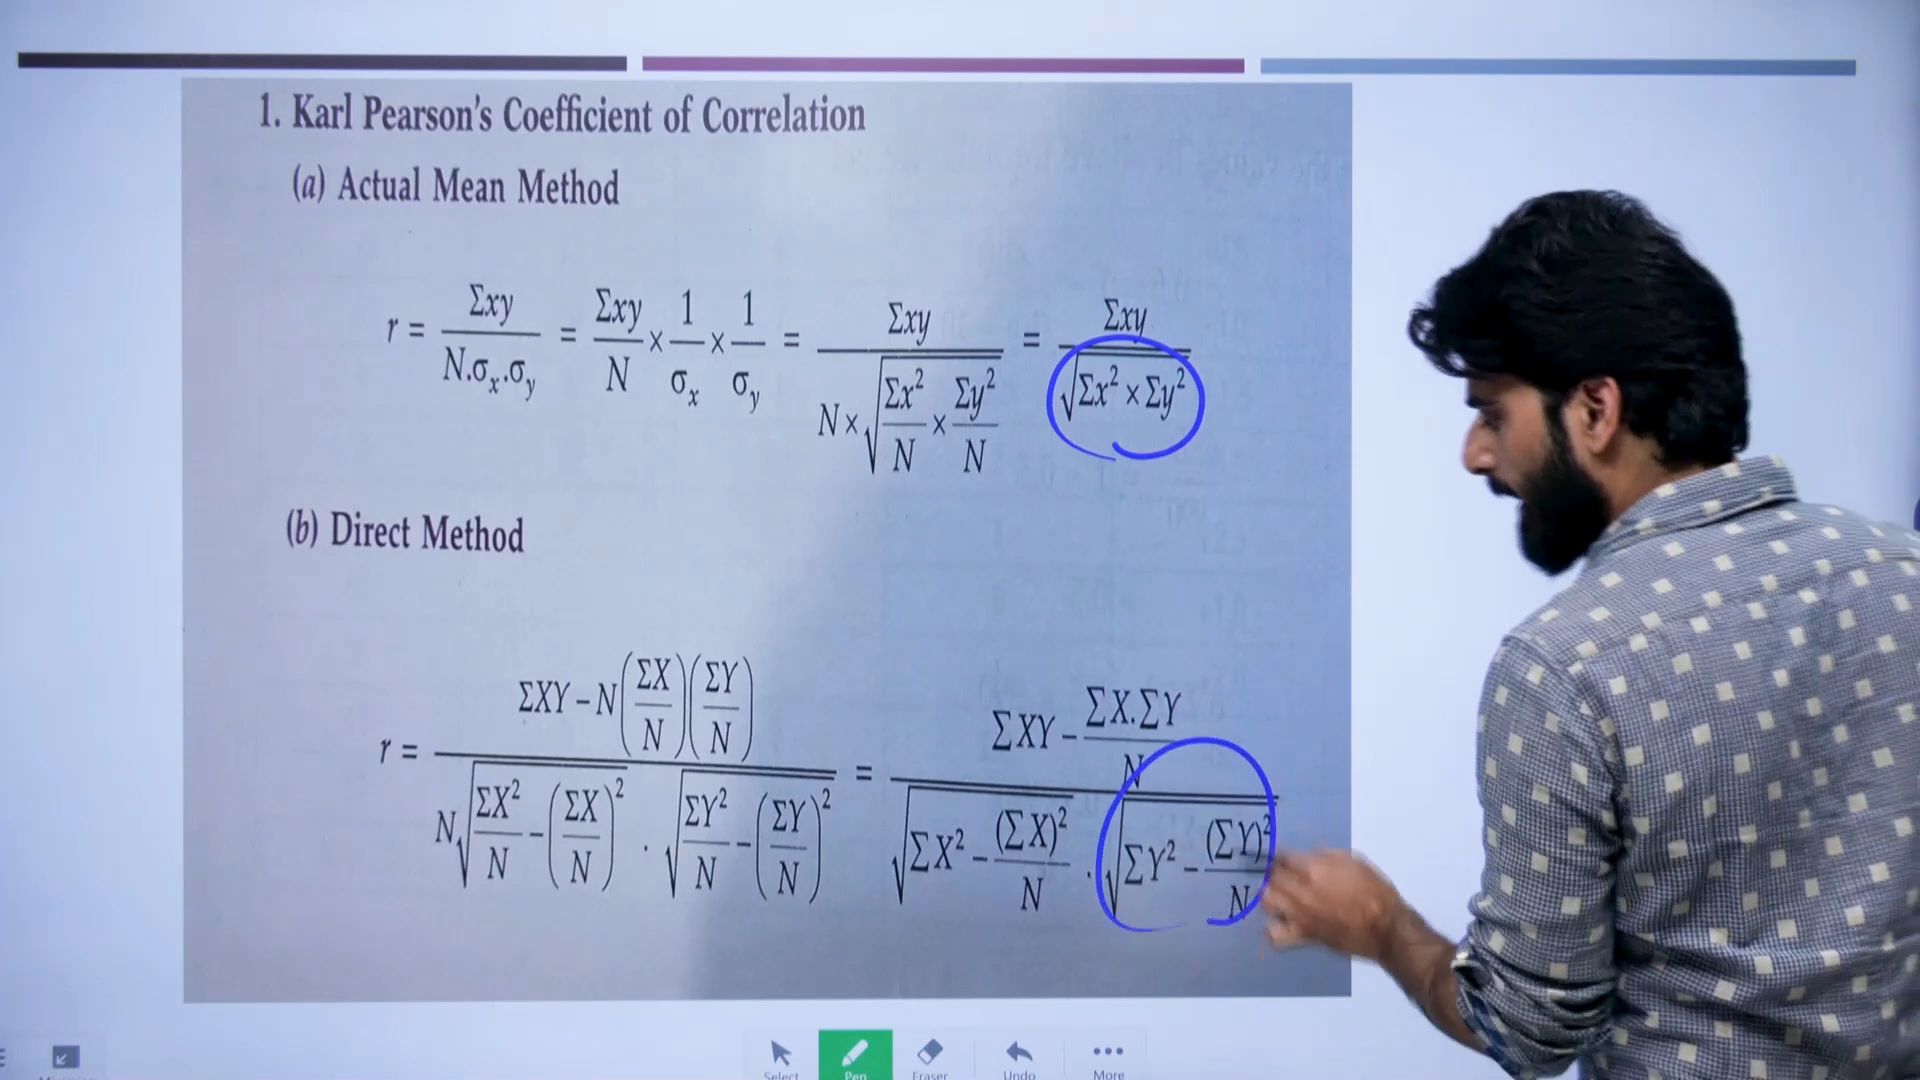 1. Karl Pearson's Coefficient of Correlation
(a) Actual Mean Method
r = Σxy / N.σx.σy = Σxy / N × 1 / σx × 1 / σy = Σxy / N × √(Σx² / N × Σy² / N) = Σxy / √(Σx² × Σy²)
(b) Direct Method
r = ΣXY – N(ΣX / N)(ΣY / N) / N√(ΣX² / N – (ΣX / N)²) . √(ΣY² / N – (ΣY / N)²) = ΣXY – ΣX.ΣY / N / √(ΣX² – (ΣX)² / N) . √(ΣY² – (ΣY)² / N)
Select Pen Eraser Undo More